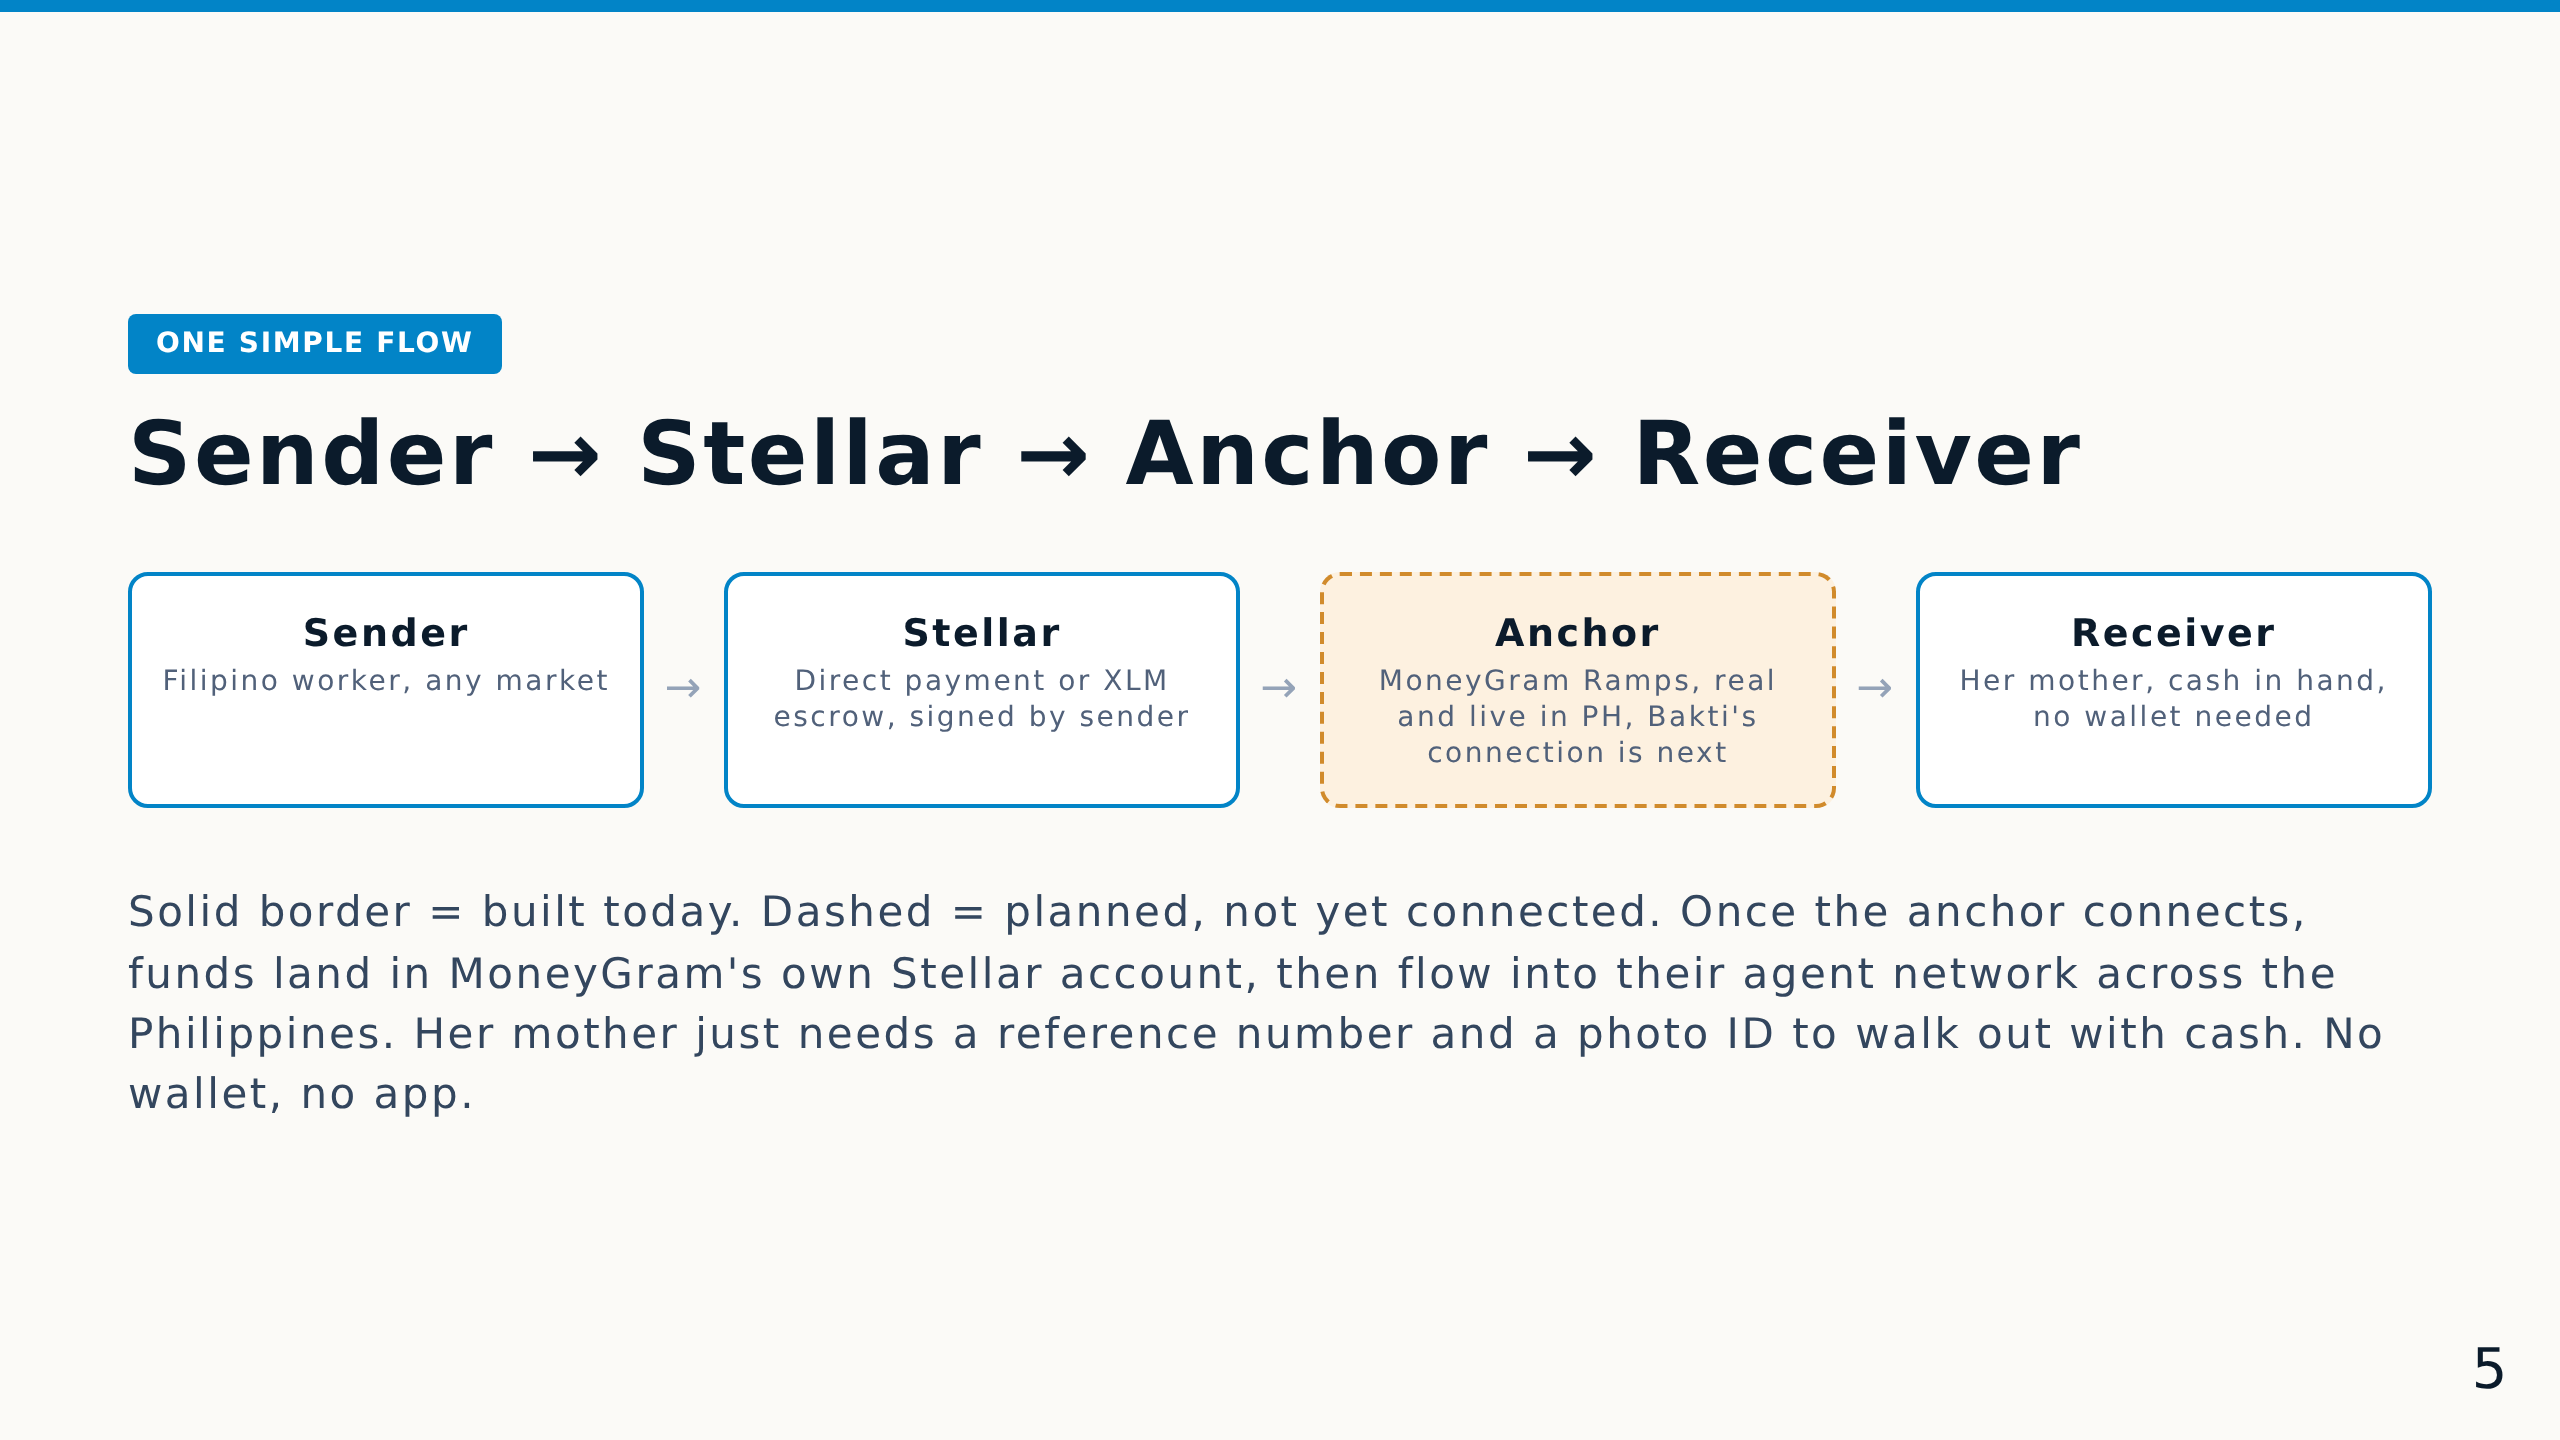 ONE SIMPLE FLOW
Sender → Stellar → Anchor → Receiver
Sender
Filipino worker, any market
→
Stellar
Direct payment or XLM
escrow, signed by sender
→
Anchor
MoneyGram Ramps, real
and live in PH, Bakti's
connection is next
→
Receiver
Her mother, cash in hand,
no wallet needed
Solid border = built today. Dashed = planned, not yet connected. Once the anchor connects,
funds land in MoneyGram's own Stellar account, then flow into their agent network across the
Philippines. Her mother just needs a reference number and a photo ID to walk out with cash. No
wallet, no app.
5